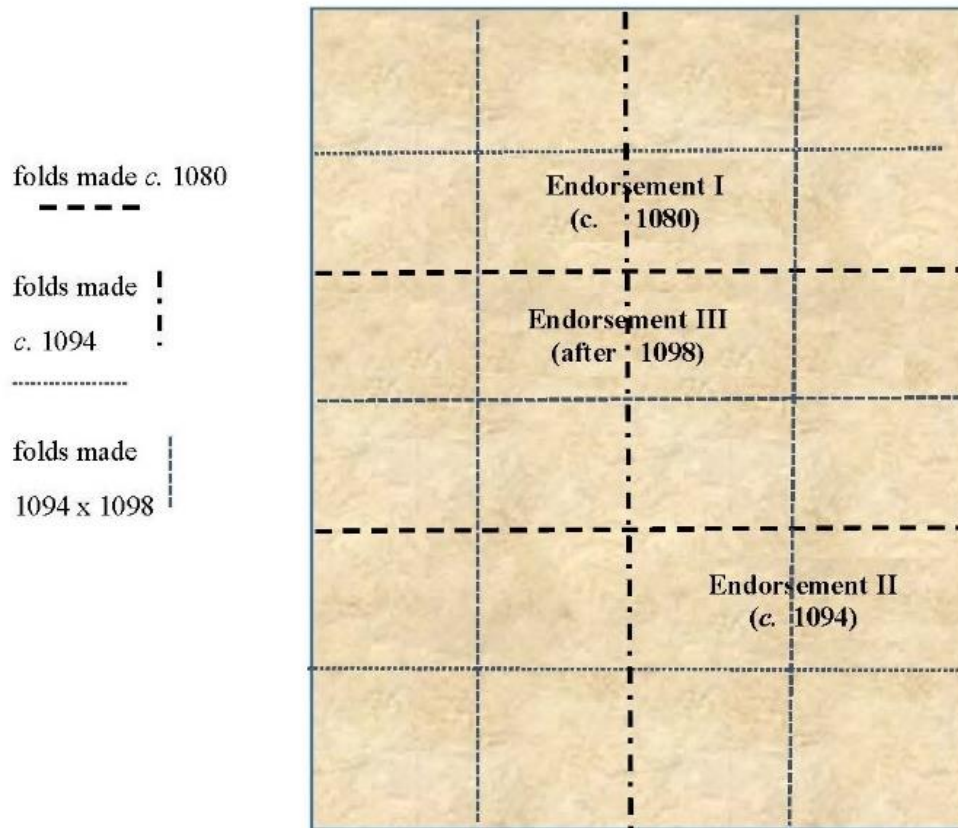 folds made c. 1080
folds made
c. 1094
folds made
1094 x 1098
Endorsement I
(c. 1080)
Endorsement III
(after 1098)
Endorsement II
(c. 1094)